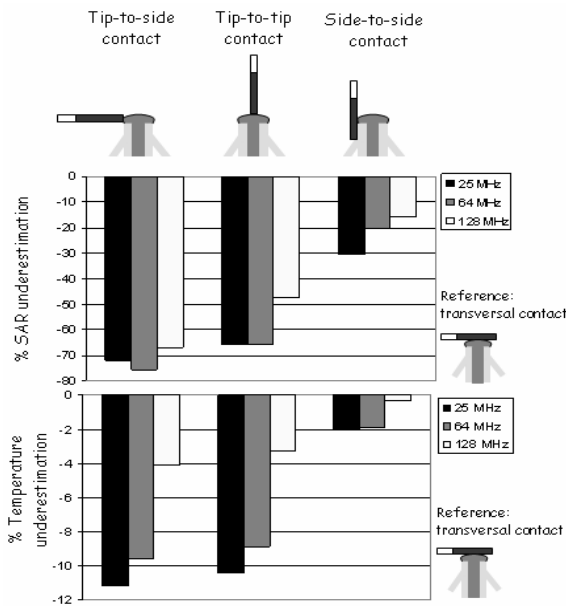 Tip-to-side
contact
Tip-to-tip
contact
Side-to-side
contact
% SAR underestimation
0
-10
-20
-30
-40
-50
-60
-70
-80
25 MHz
64 MHz
128 MHz
Reference:
transversal contact
% Temperature
underestimation
0
-2
-4
-6
-8
-10
-12
25 MHz
64 MHz
128 MHz
Reference:
transversal contact